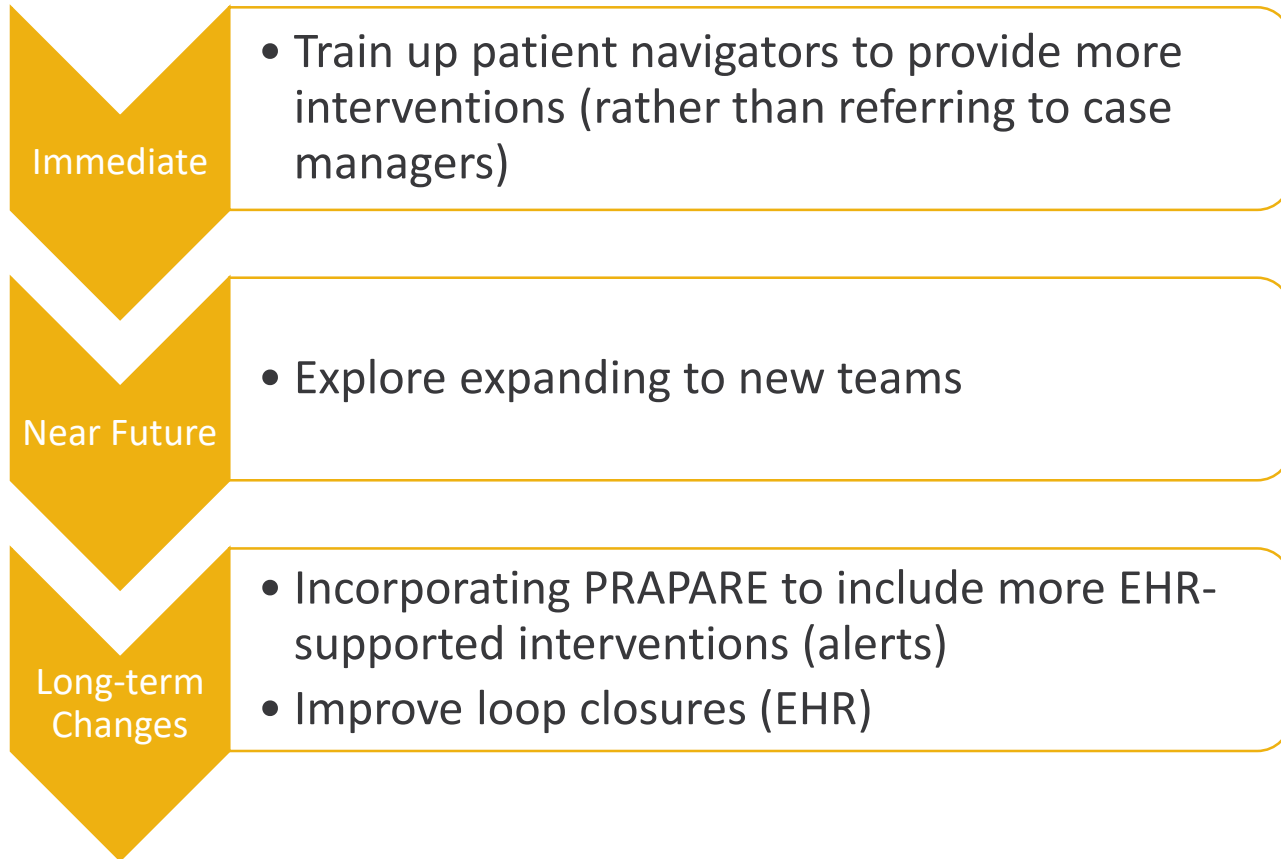 Immediate
• Train up patient navigators to provide more
interventions (rather than referring to case
managers)
Near Future
• Explore expanding to new teams
Long-term
Changes
• Incorporating PRAPARE to include more EHR-
supported interventions (alerts)
• Improve loop closures (EHR)